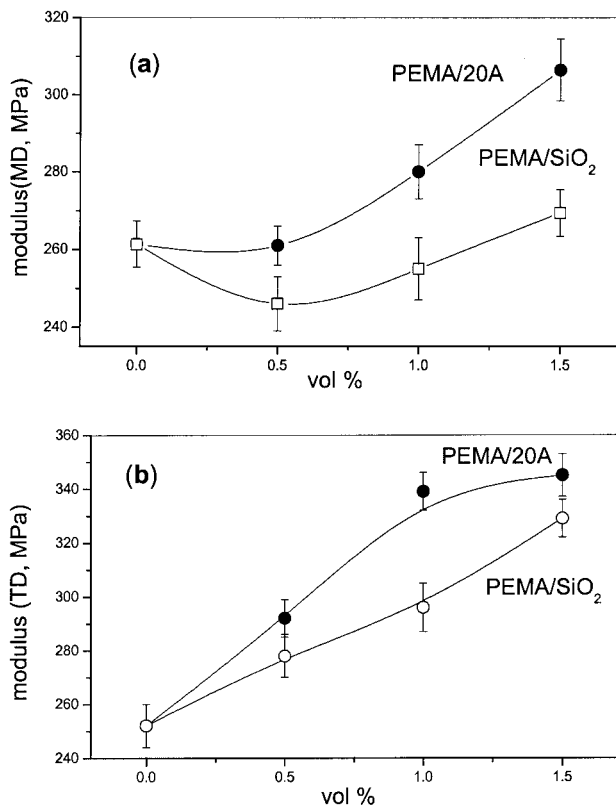 (a)
PEMA/20A
PEMA/SiO₂
modulus(MD, MPa)
320
300
280
260
240
0.0 0.5 1.0 1.5
vol %
(b)
PEMA/20A
PEMA/SiO₂
modulus (TD, MPa)
360
340
320
300
280
260
240
0.0 0.5 1.0 1.5
vol %